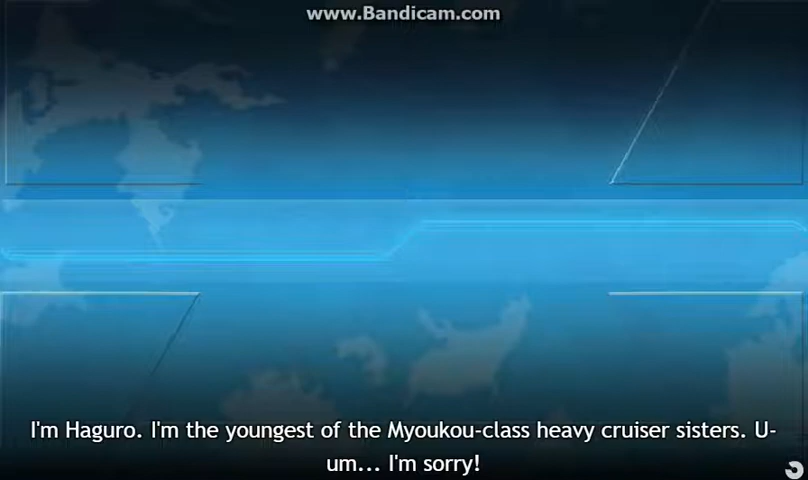 www.Bandicam.com
I'm Haguro. I'm the youngest of the Myoukou-class heavy cruiser sisters. U-
um... I'm sorry!